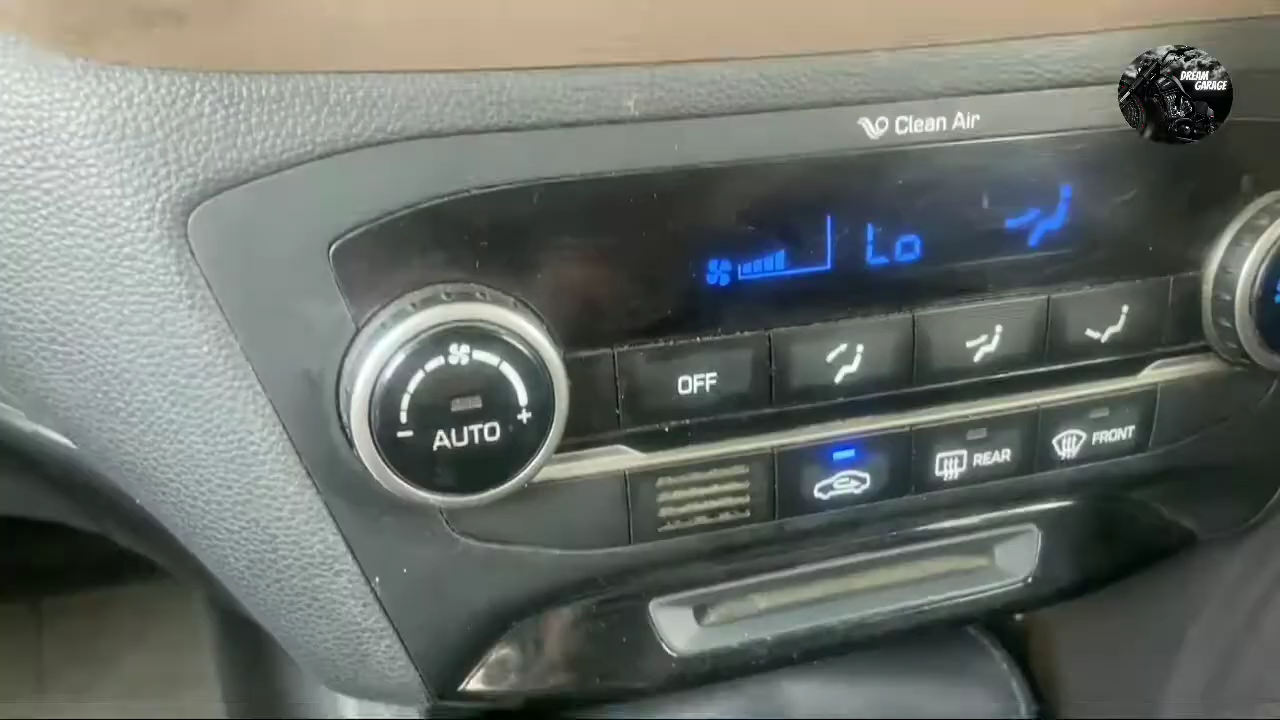 DREAM
GARAGE
Clean Air
Lo
OFF
AUTO
- +
REAR
FRONT